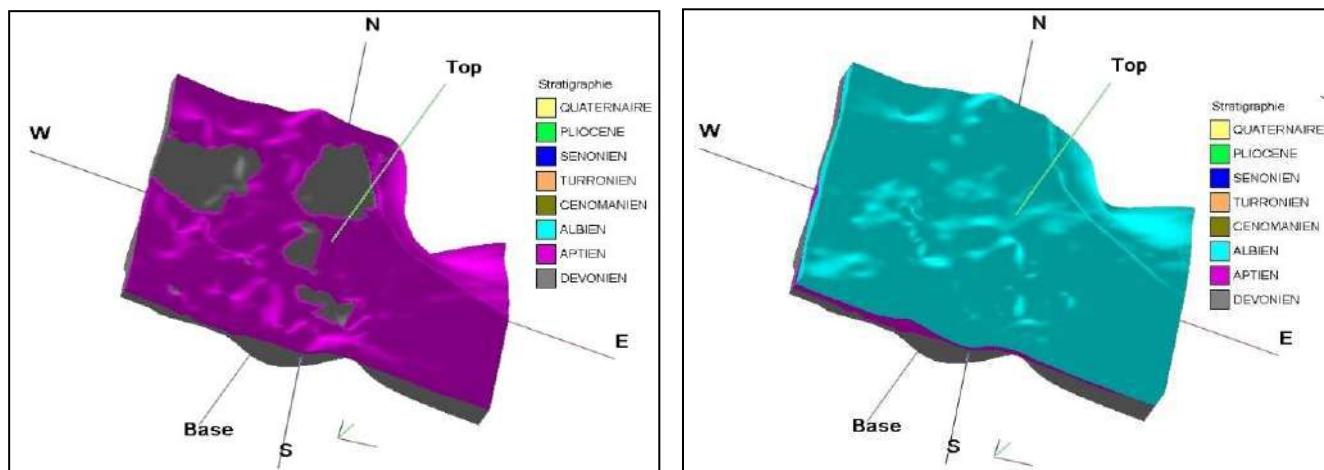 N
Top
Stratigraphie
QUATERNAIRE
PLIOCENE
SENONIEN
TURRONIEN
CENOMANIEN
ALBIEN
APTIEN
DEVONIEN
W
E
Base
S
N
Top
Stratigraphie
QUATERNAIRE
PLIOCENE
SENONIEN
TURRONIEN
CENOMANIEN
ALBIEN
APTIEN
DEVONIEN
W
E
Base
S